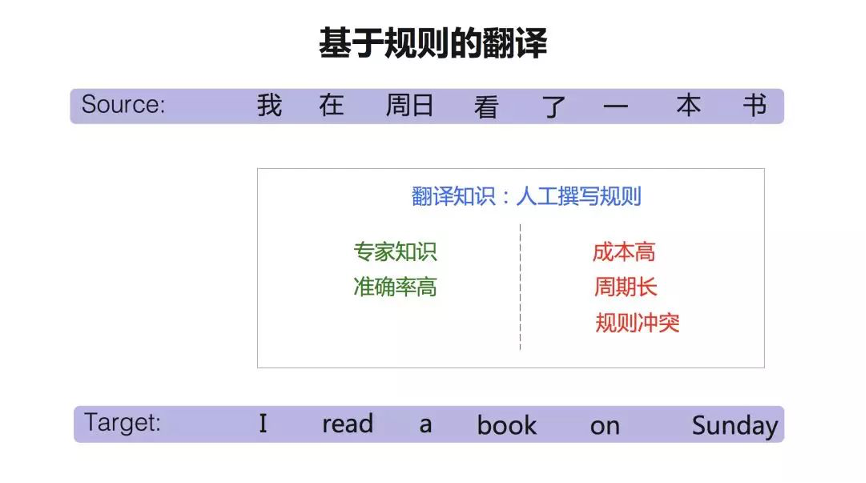 基于规则的翻译
Source: 我 在 周日 看 了 一 本 书
翻译知识：人工撰写规则
专家知识
准确率高
成本高
周期长
规则冲突
Target: I read a book on Sunday